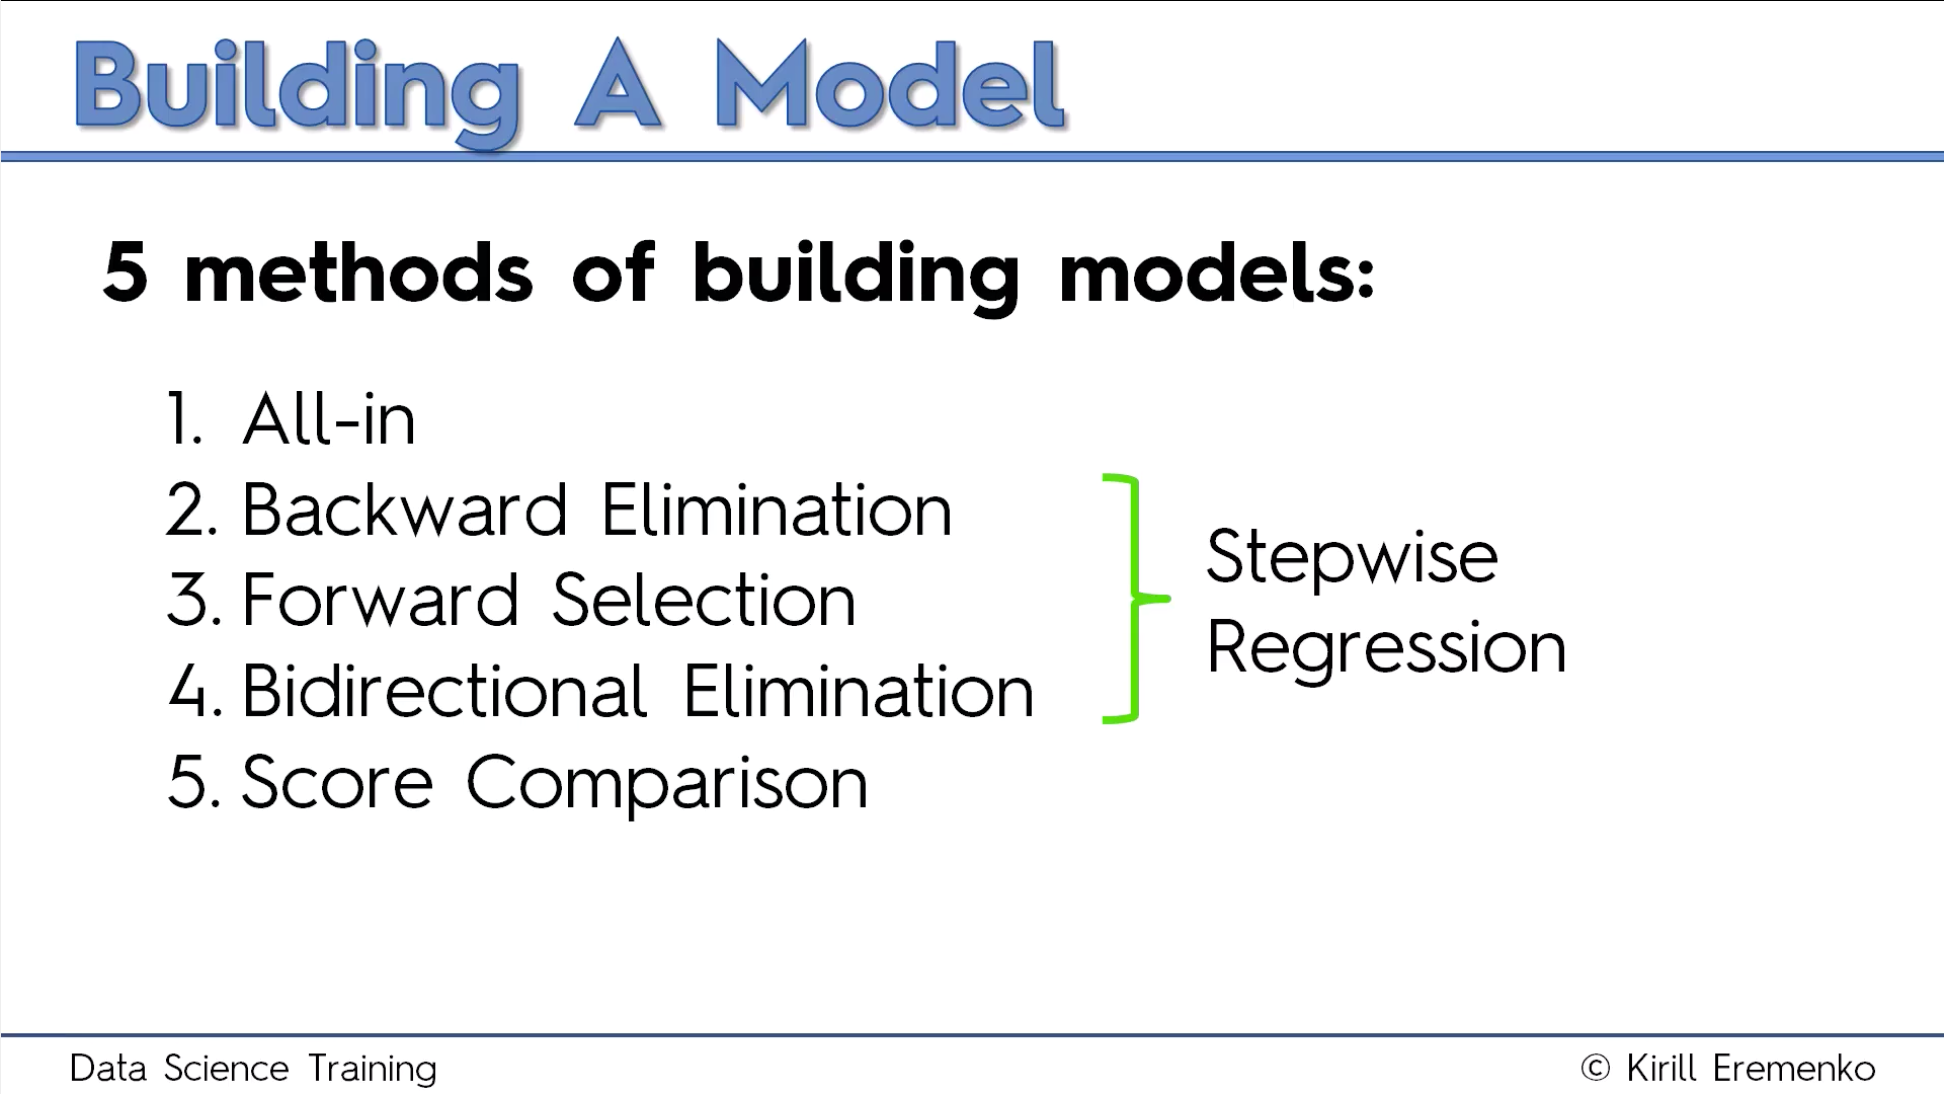 Building A Model
5 methods of building models:
1. All-in
2. Backward Elimination
3. Forward Selection
4. Bidirectional Elimination
5. Score Comparison
Stepwise
Regression
Data Science Training
© Kirill Eremenko